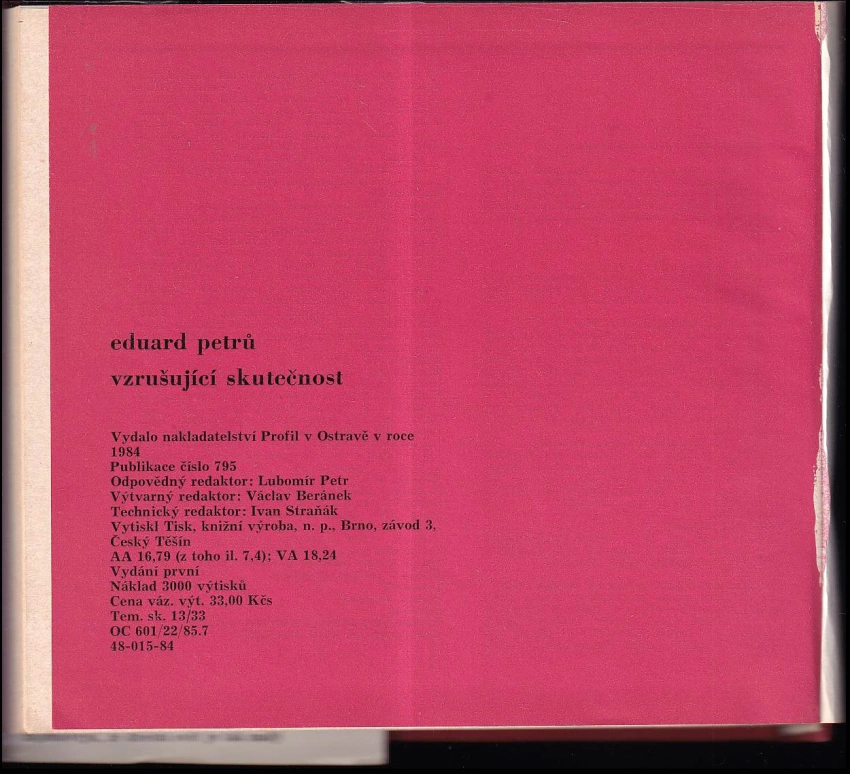 eduard petrů
vzrušující skutečnost
Vydalo nakladatelství Profil v Ostravě v roce
1984
Publikace číslo 795
Odpovědný redaktor: Lubomír Petr
Výtvarný redaktor: Václav Beránek
Technický redaktor: Ivan Straňák
Vytiskl Tisk, knižní výroba, n. p., Brno, závod 3,
Český Těšín
AA 16,79 (z toho il. 7,4); VA 18,24
Vydání první
Náklad 3000 výtisků
Cena váz. výt. 33,00 Kčs
Tem. sk. 13/33
OC 601/22/85.7
48-015-84